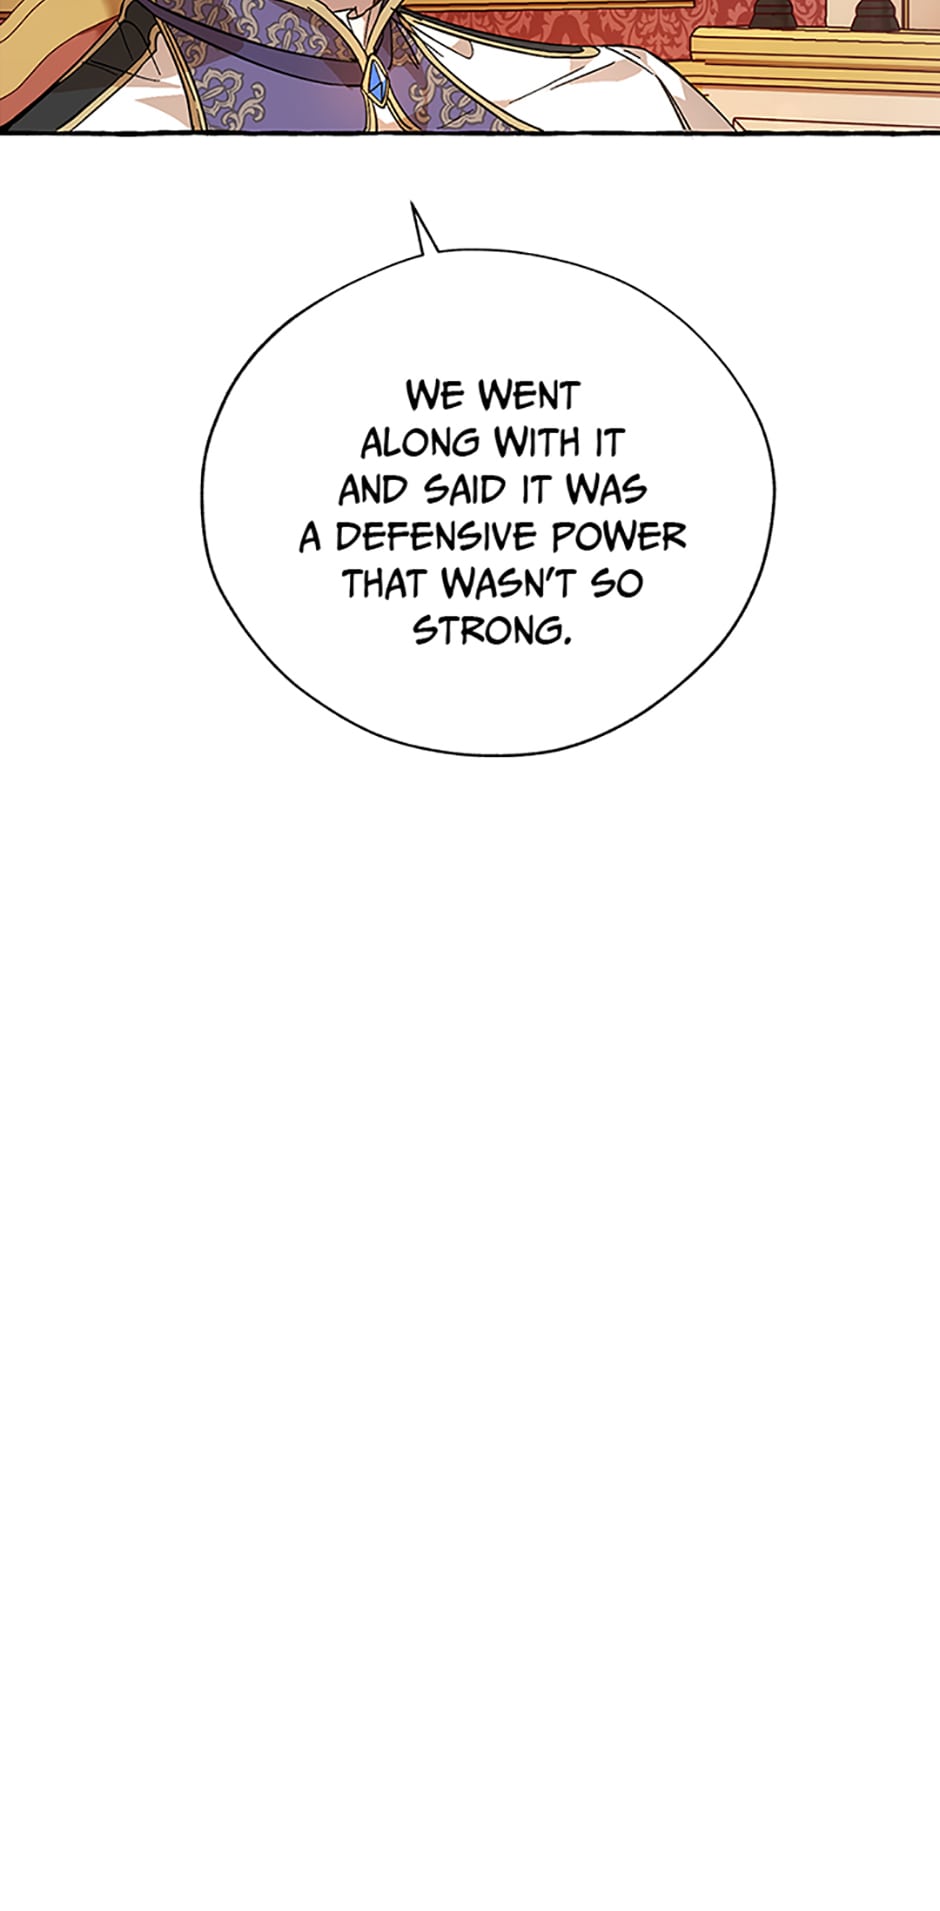 WE WENT
ALONG WITH IT
AND SAID IT WAS
A DEFENSIVE POWER
THAT WASN'T SO
STRONG.